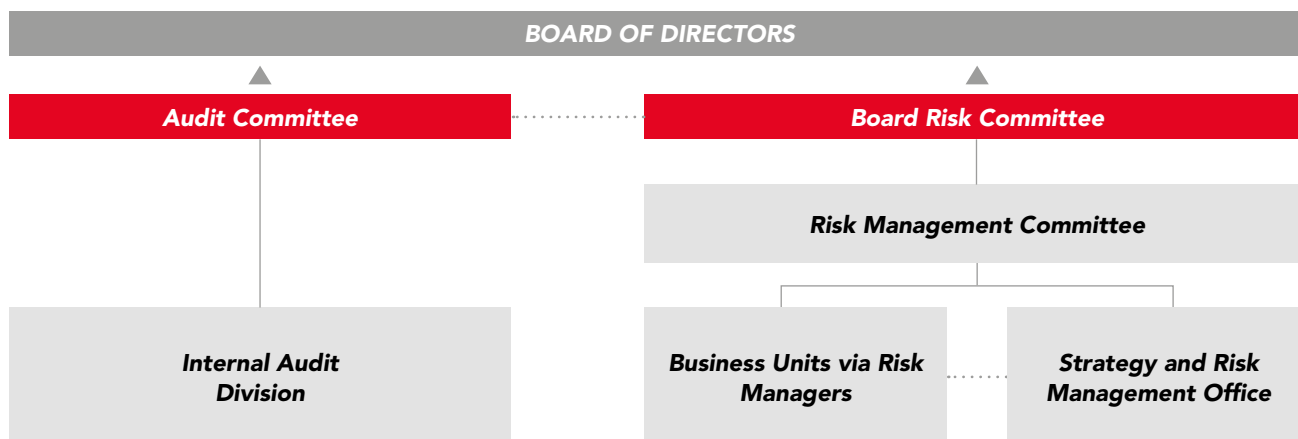 BOARD OF DIRECTORS
Audit Committee
Board Risk Committee
Risk Management Committee
Internal Audit
Division
Business Units via Risk
Managers
Strategy and Risk
Management Office